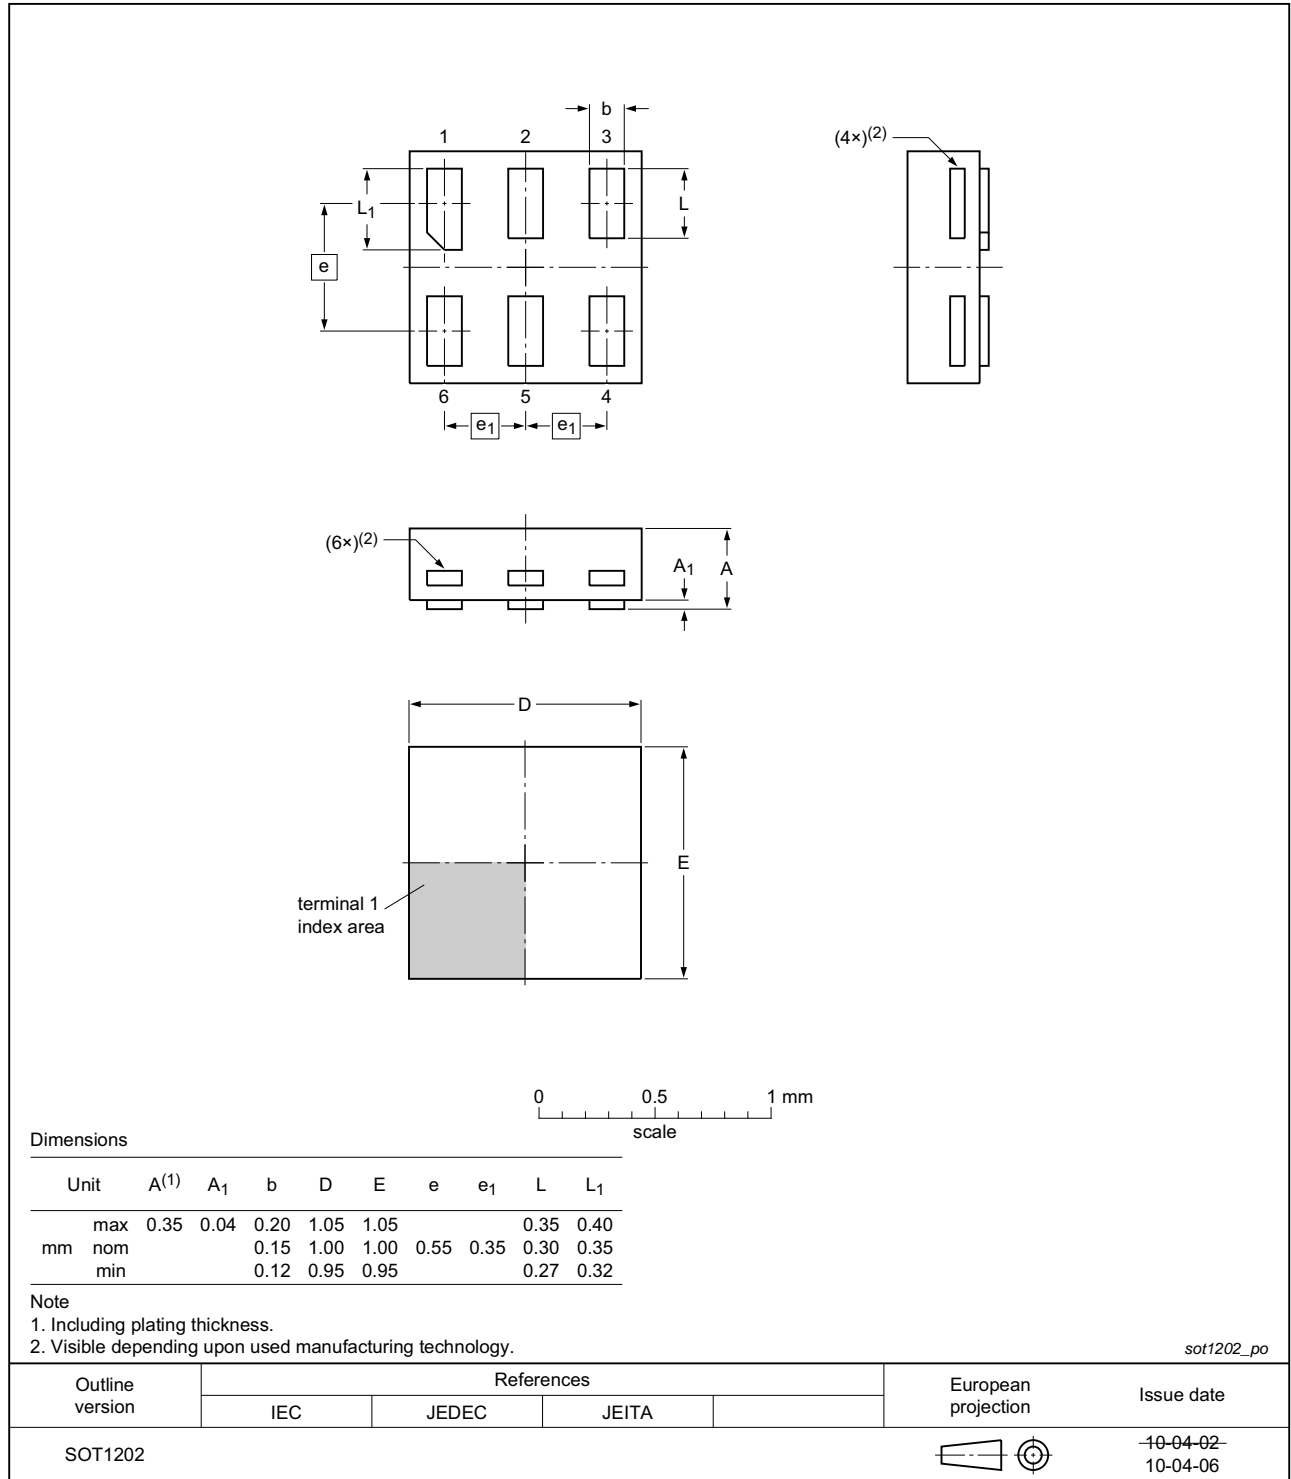 b
1 2 3
(4×)(2)
L1
L
e
6 5 4
e1 e1
(6×)(2)
A1 A
D
E
terminal 1
index area
0 0.5 1 mm
scale
Dimensions
Unit A(1) A1 b D E e e1 L L1
max 0.35 0.04 0.20 1.05 1.05 0.35 0.40
mm nom 0.15 1.00 1.00 0.55 0.35 0.30 0.35
min 0.12 0.95 0.95 0.27 0.32
Note
1. Including plating thickness.
2. Visible depending upon used manufacturing technology.
sot1202_po
Outline
version
References
IEC JEDEC JEITA
European
projection
Issue date
SOT1202
10-04-02
10-04-06